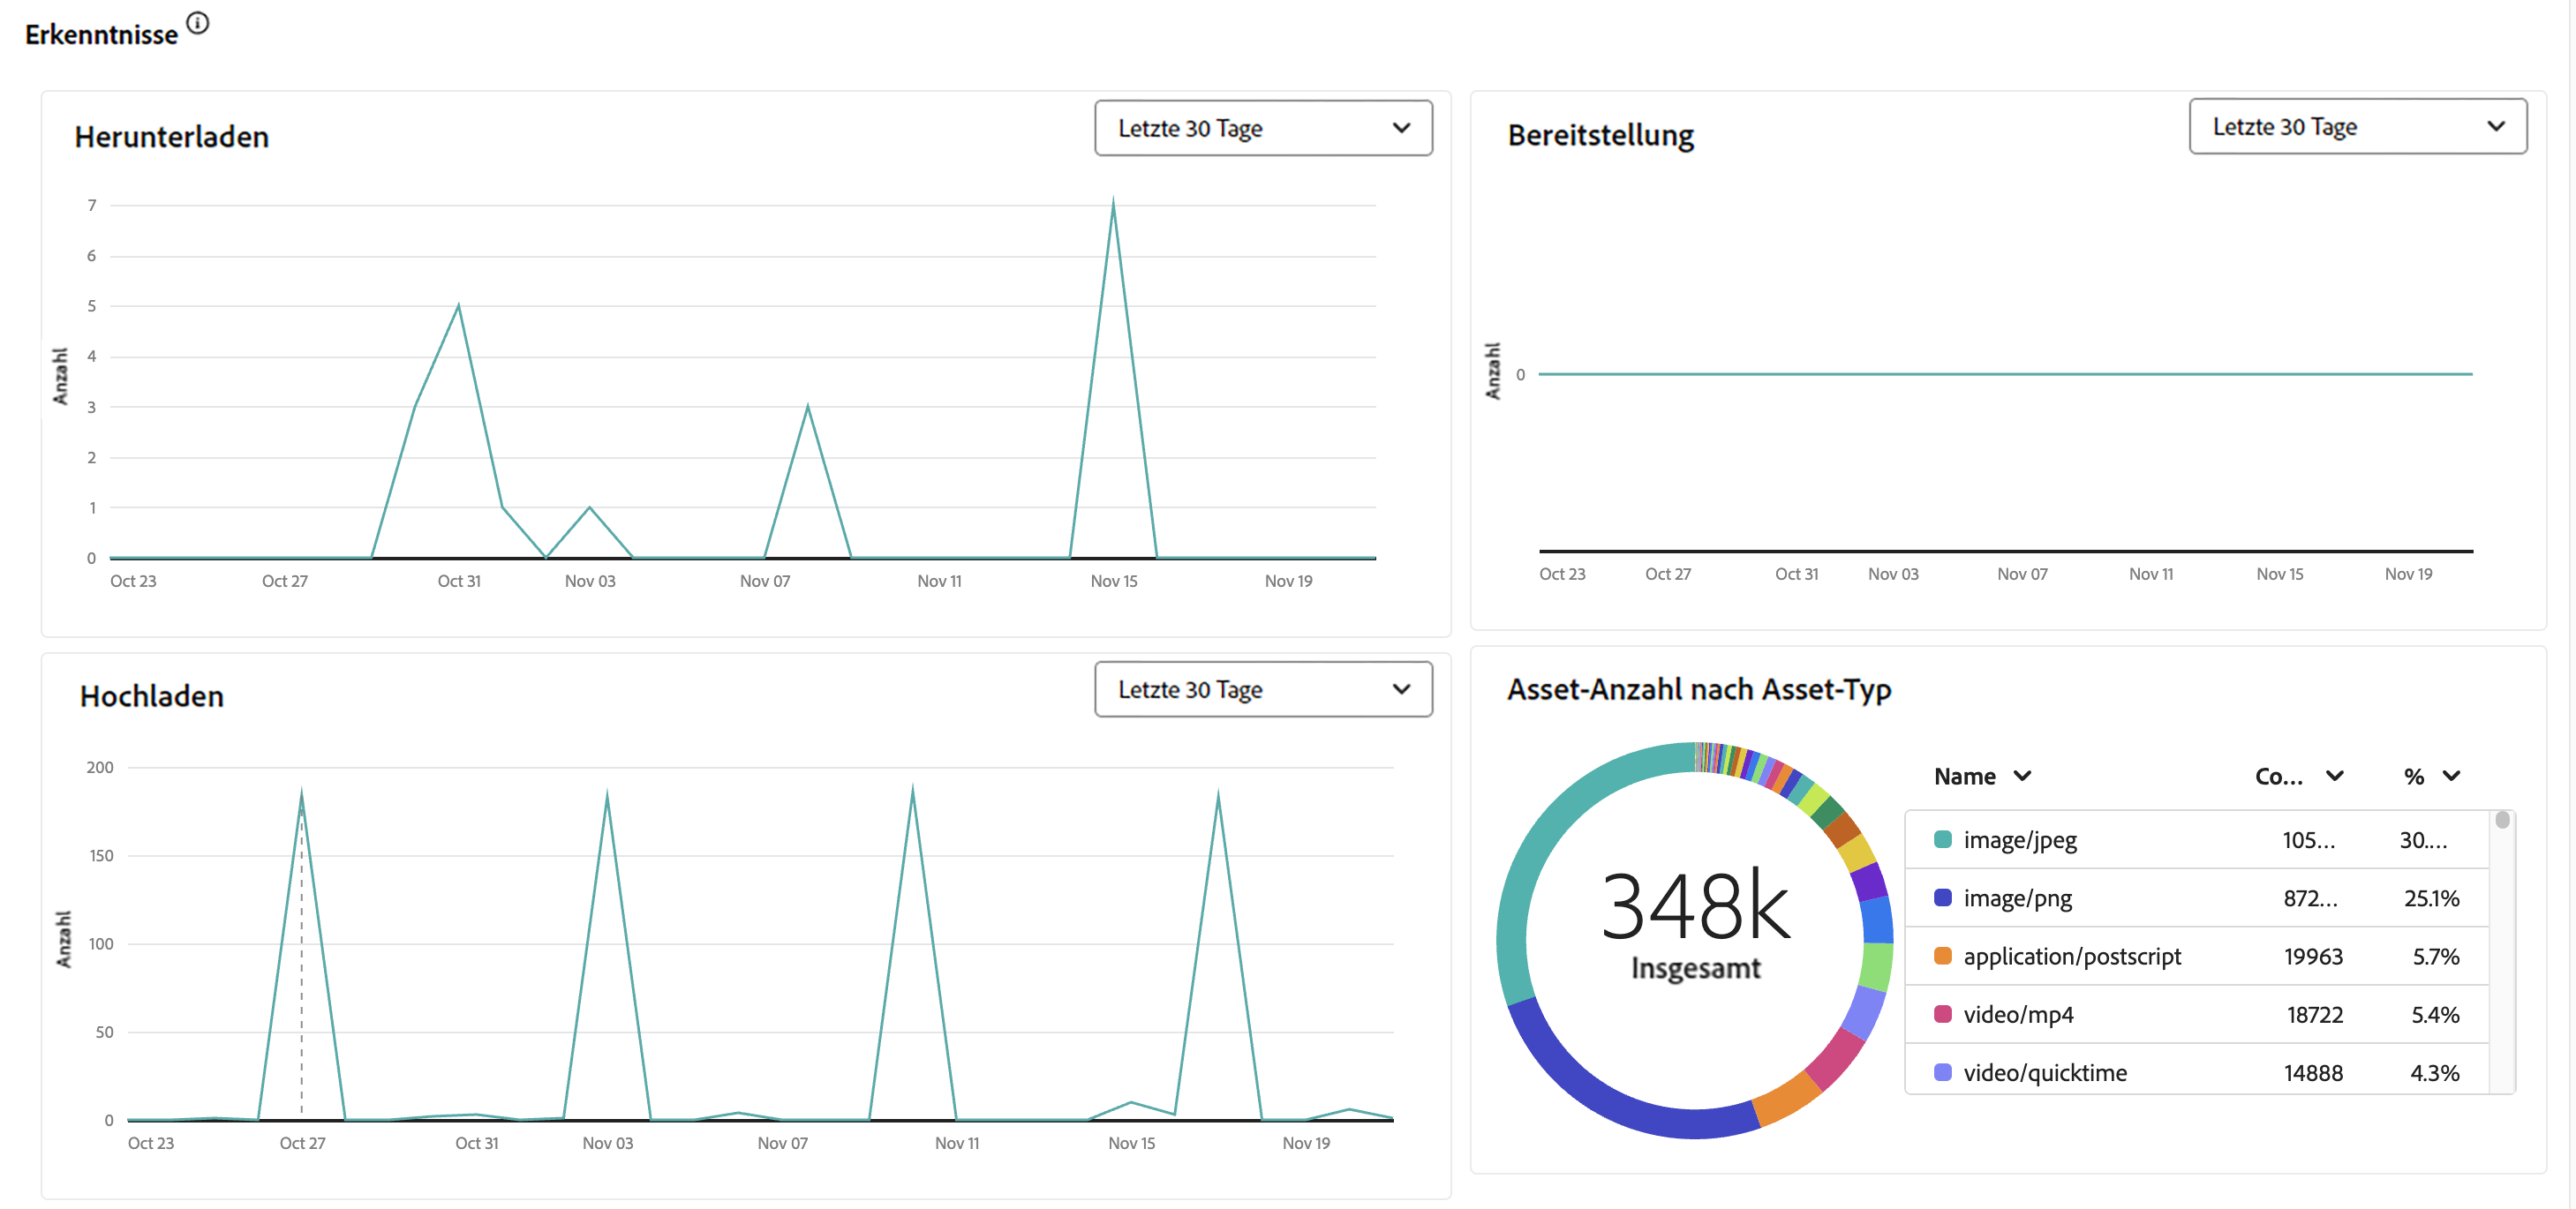 Erkenntnisse
Herunterladen
Letzte 30 Tage
7
6
5
4
3
2
1
0
Anzahl
Oct 23 Oct 27 Oct 31 Nov 03 Nov 07 Nov 11 Nov 15 Nov 19
Bereitstellung
Letzte 30 Tage
Anzahl
0
Oct 23 Oct 27 Oct 31 Nov 03 Nov 07 Nov 11 Nov 15 Nov 19
Hochladen
Letzte 30 Tage
200
150
100
50
0
Anzahl
Oct 23 Oct 27 Oct 31 Nov 03 Nov 07 Nov 11 Nov 15 Nov 19
Asset-Anzahl nach Asset-Typ
348k
Insgesamt
Name Co... %
image/jpeg 105... 30....
image/png 872... 25.1%
application/postscript 19963 5.7%
video/mp4 18722 5.4%
video/quicktime 14888 4.3%